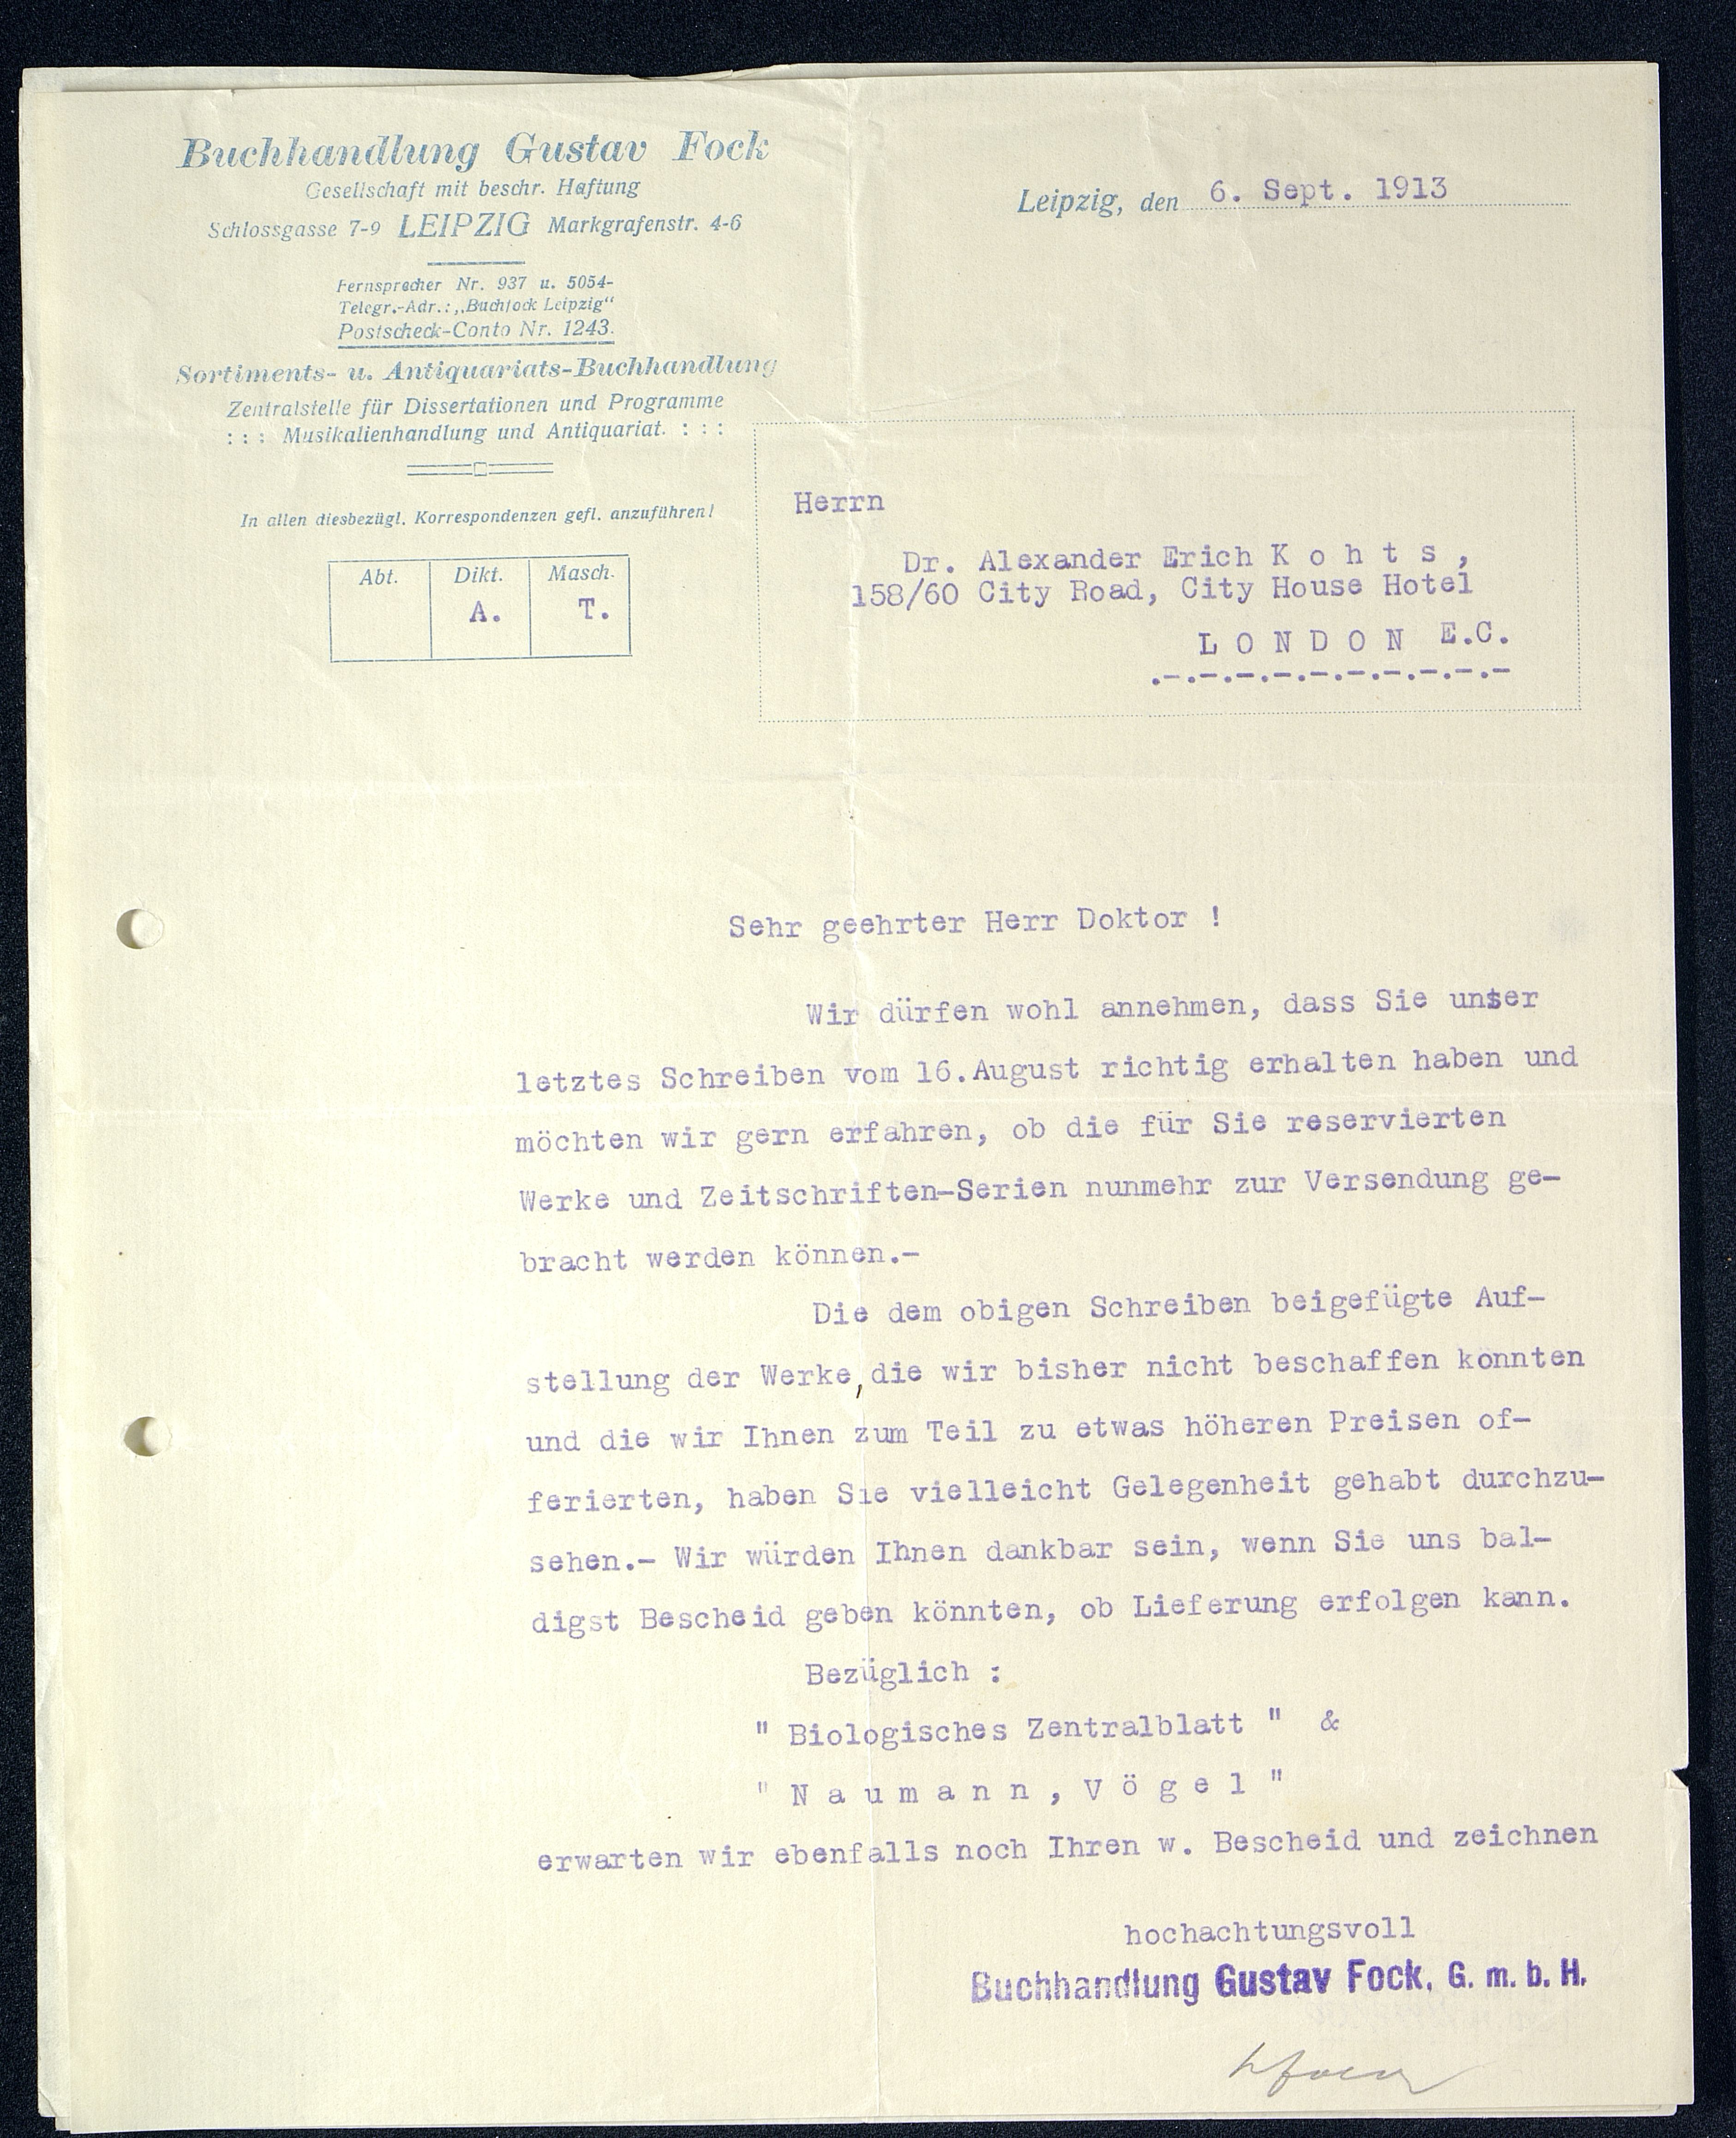 Buchhandlung Gustav Fock
Gesellschaft mit beschr. Haftung
Schlossgasse 7-9 LEIPZIG Markgrafenstr. 4-6
Fernsprecher Nr. 937 u. 5054-
Telegr.-Adr.: „Buchfock Leipzig“
Postscheck-Conto Nr. 1243.
Sortiments- u. Antiquariats-Buchhandlung
Zentralstelle für Dissertationen und Programme
: : : Musikalienhandlung und Antiquariat. : : :
In allen diesbezügl. Korrespondenzen gefl. anzuführen!
Abt. Dikt. Masch.
A. T.
Leipzig, den 6. Sept. 1913
Herrn
Dr. Alexander Erich K o h t s ,
158/60 City Road, City House Hotel
L O N D O N E.C.
.-.-.-.-.-.-.-.-.-.-
Sehr geehrter Herr Doktor !
Wir dürfen wohl annehmen, dass Sie unser
letztes Schreiben vom 16.August richtig erhalten haben und
möchten wir gern erfahren, ob die für Sie reservierten
Werke und Zeitschriften-Serien nunmehr zur Versendung ge-
bracht werden können.-
Die dem obigen Schreiben beigefügte Auf-
stellung der Werke,die wir bisher nicht beschaffen konnten
und die wir Ihnen zum Teil zu etwas höheren Preisen of-
ferierten, haben Sie vielleicht Gelegenheit gehabt durchzu-
sehen.- Wir würden Ihnen dankbar sein, wenn Sie uns bal-
digst Bescheid geben könnten, ob Lieferung erfolgen kann.
Bezüglich :
" Biologisches Zentralblatt " &
" N a u m a n n , V ö g e l "
erwarten wir ebenfalls noch Ihren w. Bescheid und zeichnen
hochachtungsvoll
Buchhandlung Gustav Fock, G. m. b. H.